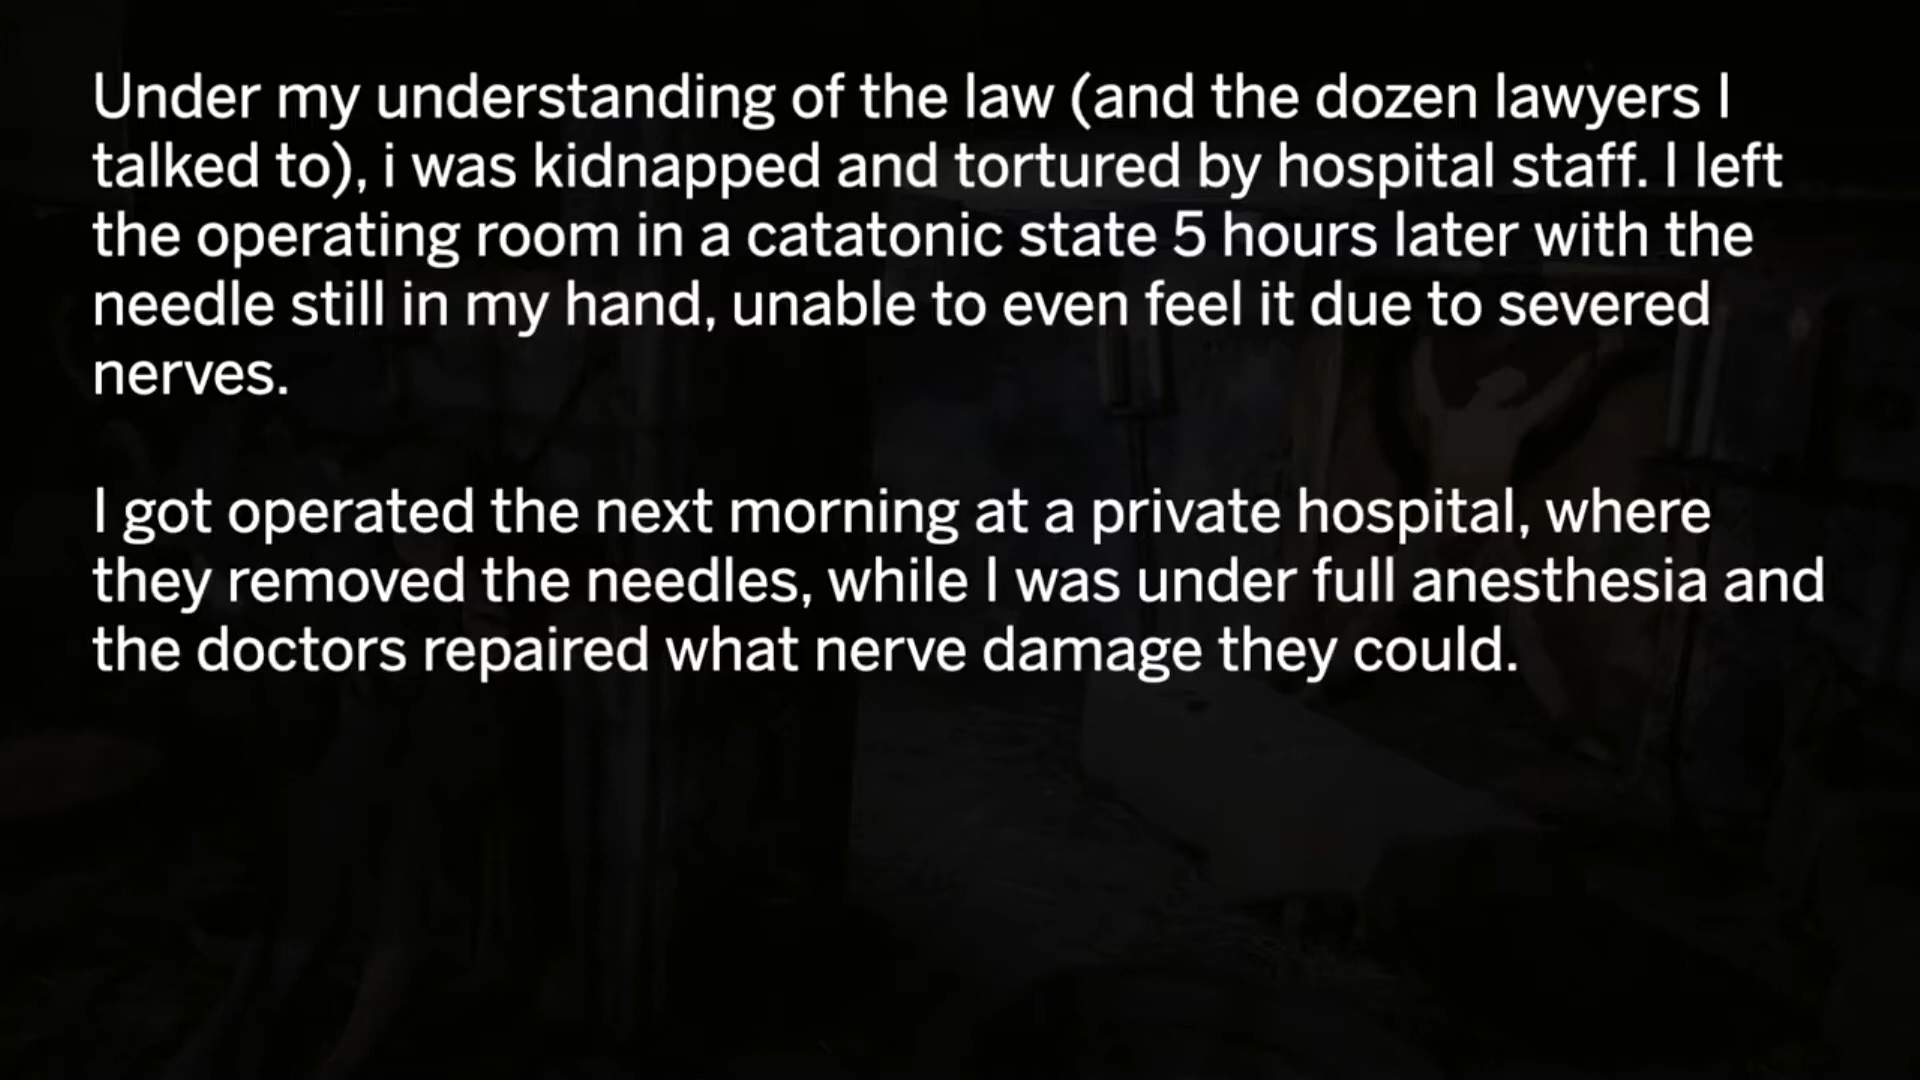 Under my understanding of the law (and the dozen lawyers I
talked to), i was kidnapped and tortured by hospital staff. I left
the operating room in a catatonic state 5 hours later with the
needle still in my hand, unable to even feel it due to severed
nerves.
I got operated the next morning at a private hospital, where
they removed the needles, while I was under full anesthesia and
the doctors repaired what nerve damage they could.